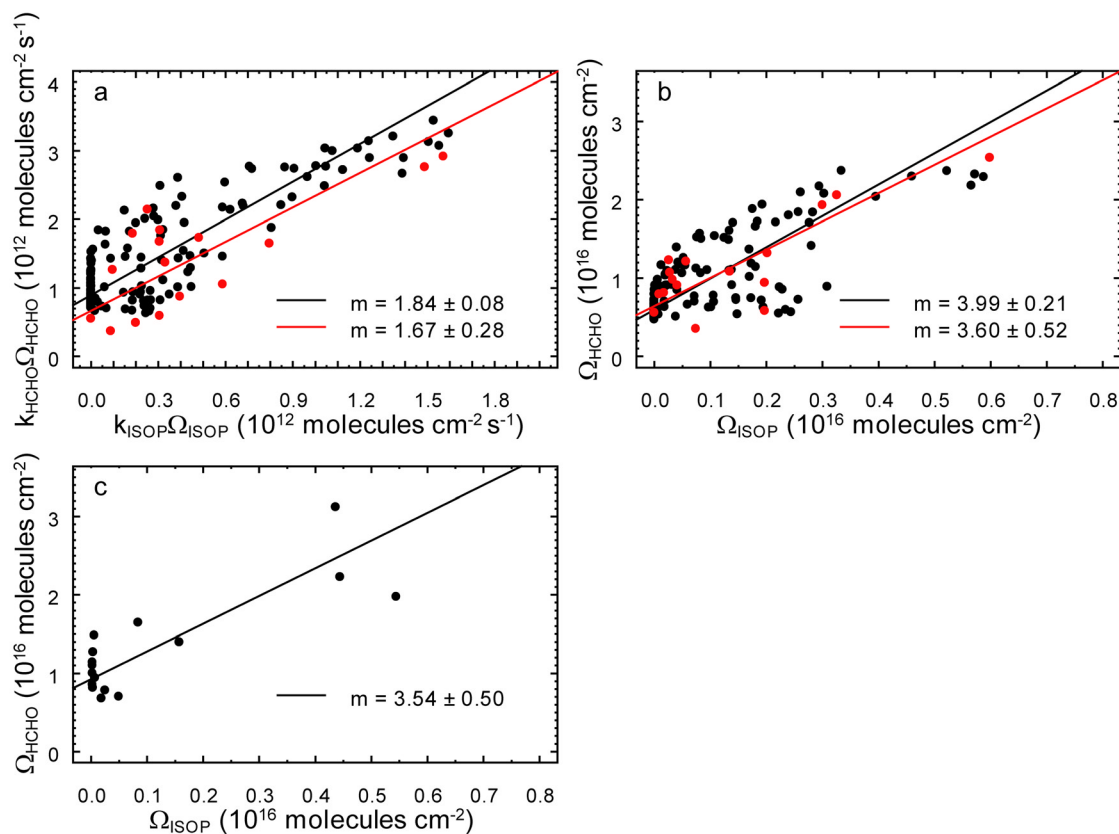 a
k_HCHO Ω_HCHO (10^12 molecules cm^-2 s^-1)
4
3
2
1
0
m = 1.84 ± 0.08
m = 1.67 ± 0.28
0.0 0.3 0.6 0.9 1.2 1.5 1.8
k_ISOP Ω_ISOP (10^12 molecules cm^-2 s^-1)
b
Ω_HCHO (10^16 molecules cm^-2)
3
2
1
0
m = 3.99 ± 0.21
m = 3.60 ± 0.52
0.0 0.1 0.2 0.3 0.4 0.5 0.6 0.7 0.8
Ω_ISOP (10^16 molecules cm^-2)
c
Ω_HCHO (10^16 molecules cm^-2)
3
2
1
0
m = 3.54 ± 0.50
0.0 0.1 0.2 0.3 0.4 0.5 0.6 0.7 0.8
Ω_ISOP (10^16 molecules cm^-2)